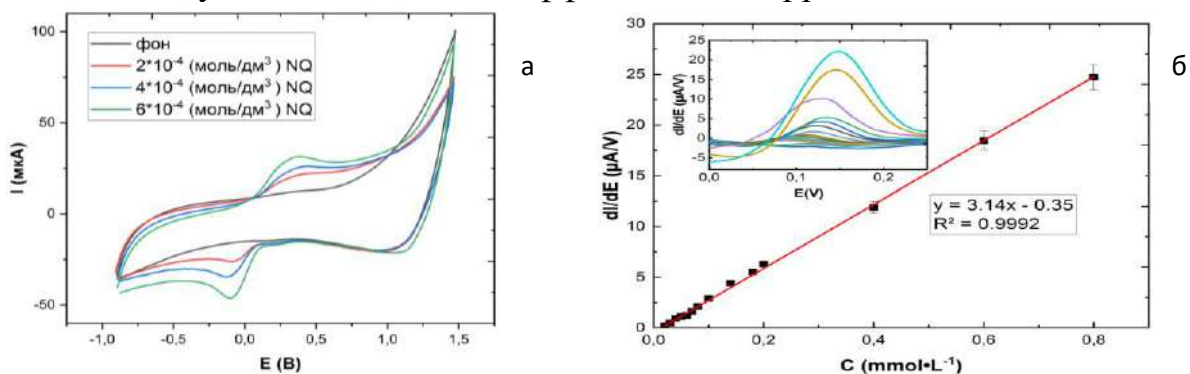 а
б
100
50
0
-50
I (мкА)
фон
2*10⁻⁴ (моль/дм³) NQ
4*10⁻⁴ (моль/дм³) NQ
6*10⁻⁴ (моль/дм³) NQ
-1,0 -0,5 0,0 0,5 1,0 1,5
E (В)
30
25
20
15
10
5
0
dI/dE (µA/V)
25
20
15
10
5
0
-5
dI/dE (µA/V)
0,0 0,1 0,2
E(V)
y = 3.14x - 0.35
R² = 0.9992
0,0 0,2 0,4 0,6 0,8
C (mmol•L⁻¹)